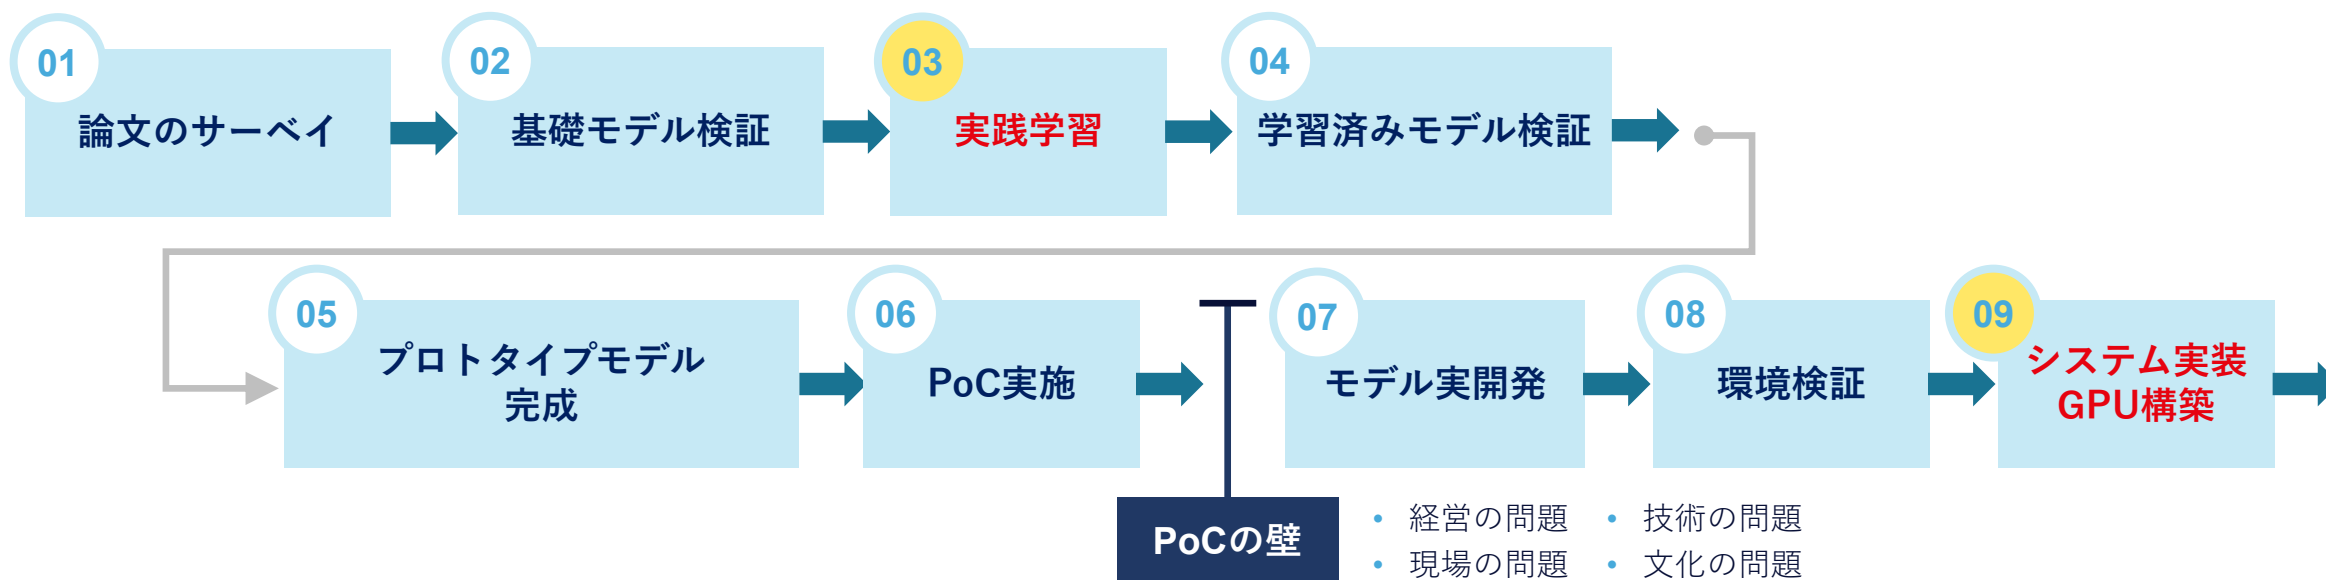 01
論文のサーベイ
02
基礎モデル検証
03
実践学習
04
学習済みモデル検証
05
プロトタイプモデル
完成
06
PoC実施
07
モデル実開発
08
環境検証
09
システム実装
GPU構築
PoCの壁
• 経営の問題
• 技術の問題
• 現場の問題
• 文化の問題